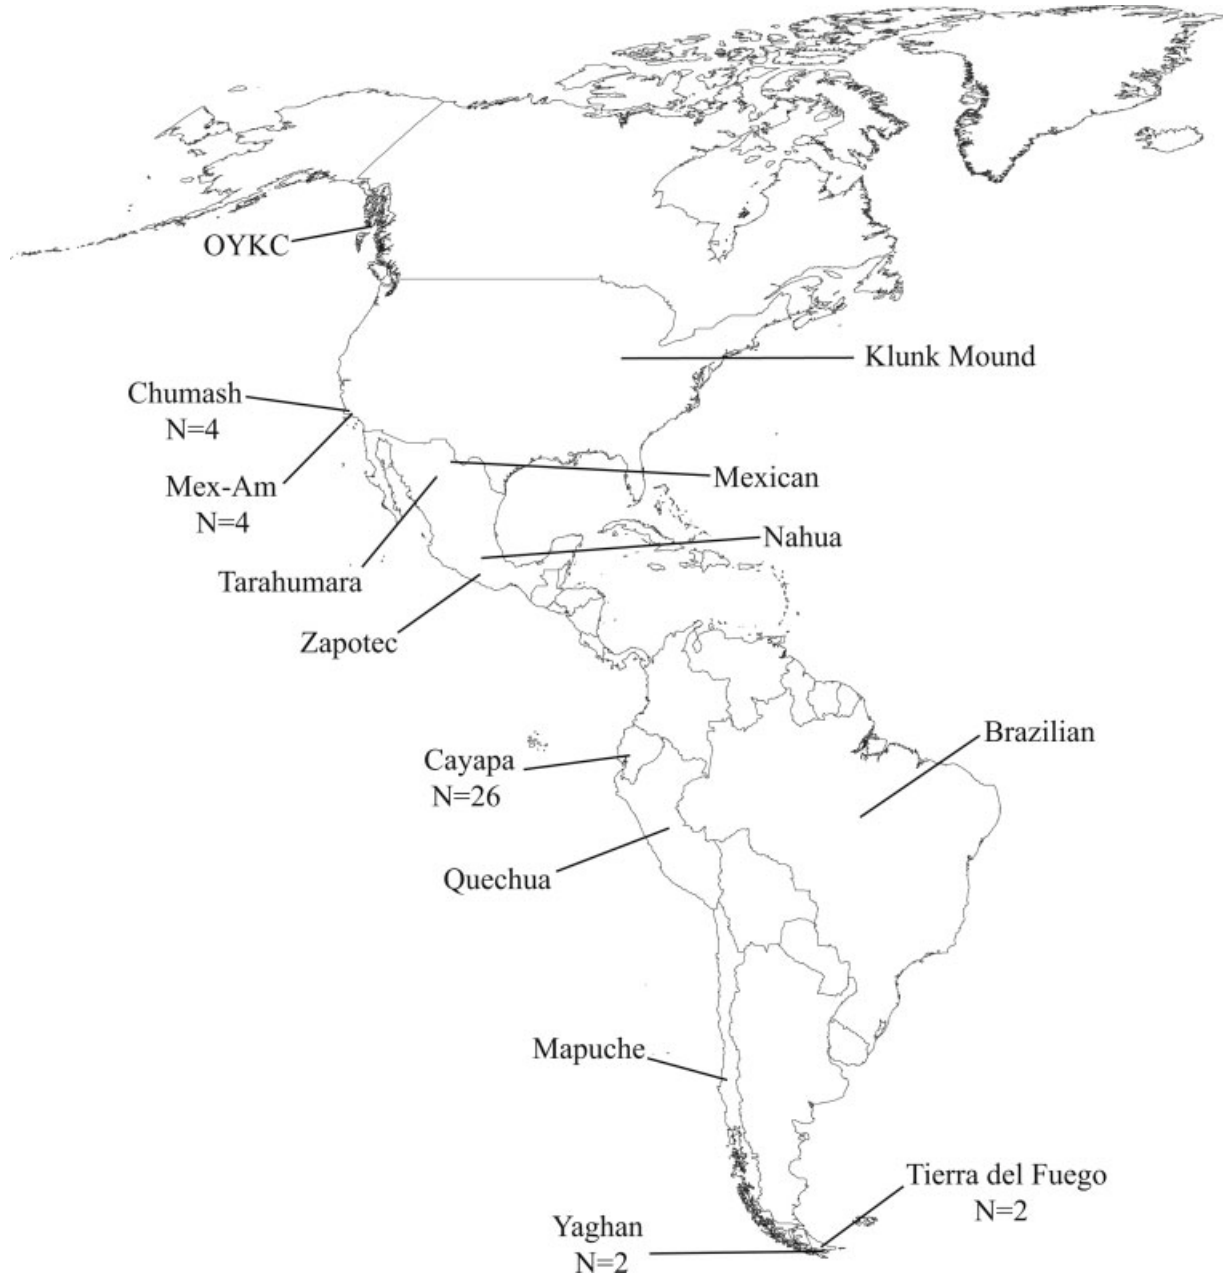 OYKC
Klunk Mound
Chumash
N=4
Mex-Am
N=4
Mexican
Nahua
Tarahumara
Zapotec
Brazilian
Cayapa
N=26
Quechua
Mapuche
Tierra del Fuego
N=2
Yaghan
N=2